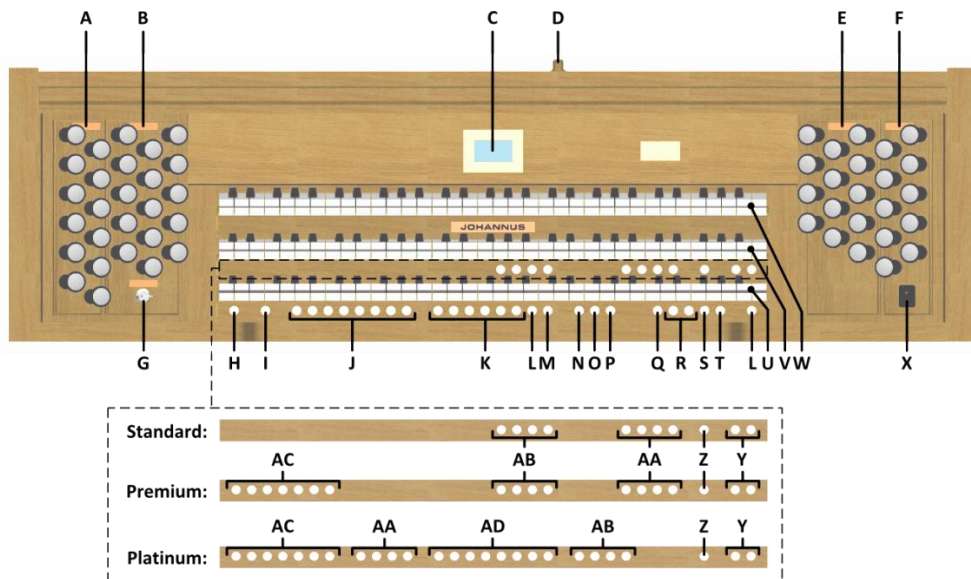 A B C D E F
JOHANNUS
G H I J K L M N O P Q R S T L U V W X
Standard:
AC AB AA Z Y
Premium:
AC AA AD AB Z Y
Platinum: